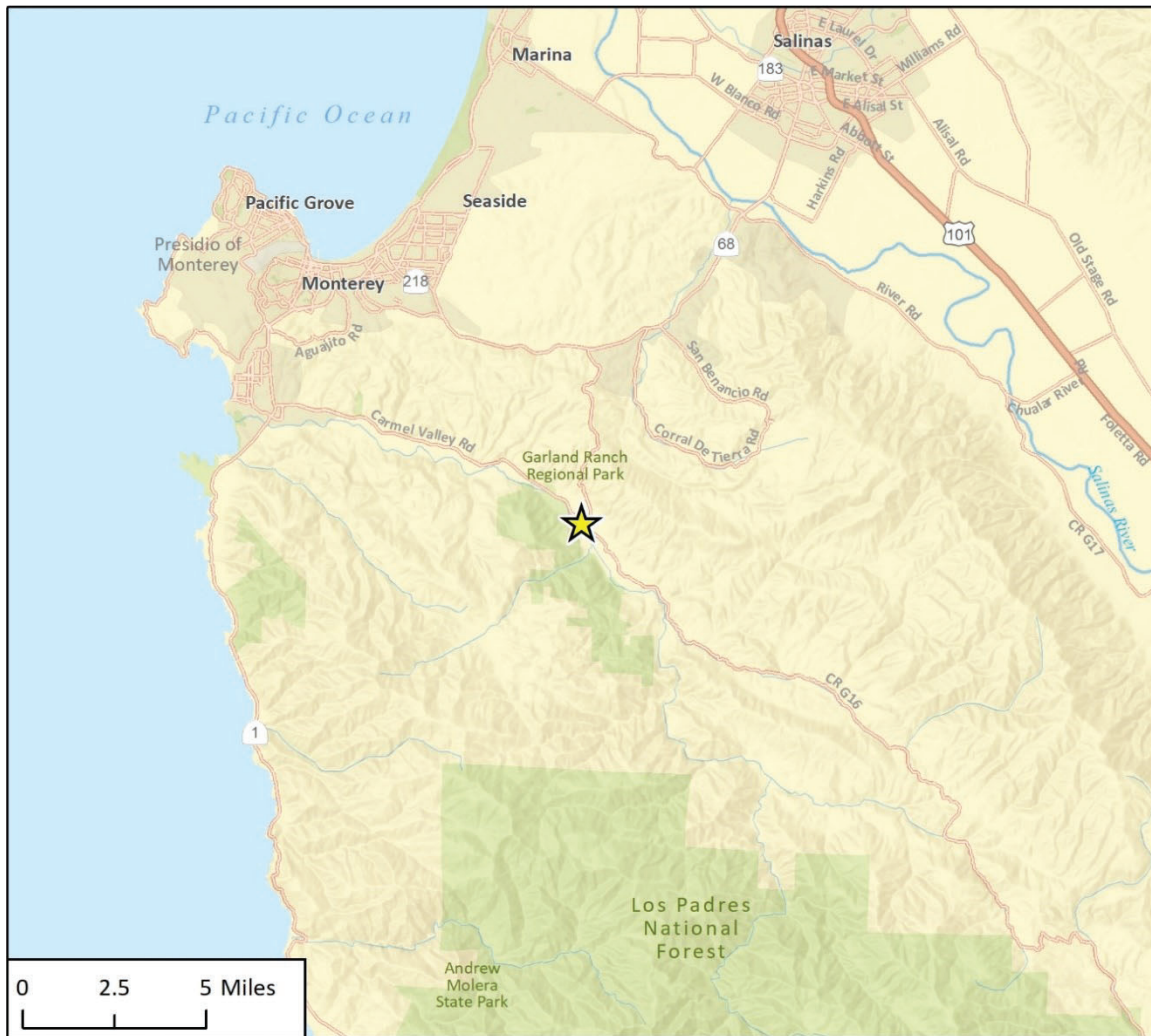 Salinas
E Laurel Dr
Williams Rd
Marina
183
E Market St
W Blanco Rd
E Alisal St
Pacific Ocean
Abbott St
Alisal Rd
Harkins Rd
Pacific Grove
Seaside
Presidio of
Monterey
68
101
Old Stage Rd
Monterey
218
River Rd
Aguajito Rd
San Benancio Rd
Chualar River Rd
Foletta Rd
Carmel Valley Rd
Corral De Tierra Rd
Garland Ranch
Regional Park
Salinas River
CR G17
CR G16
1
Los Padres
National
Forest
Andrew
Molera
State Park
0 2.5 5 Miles